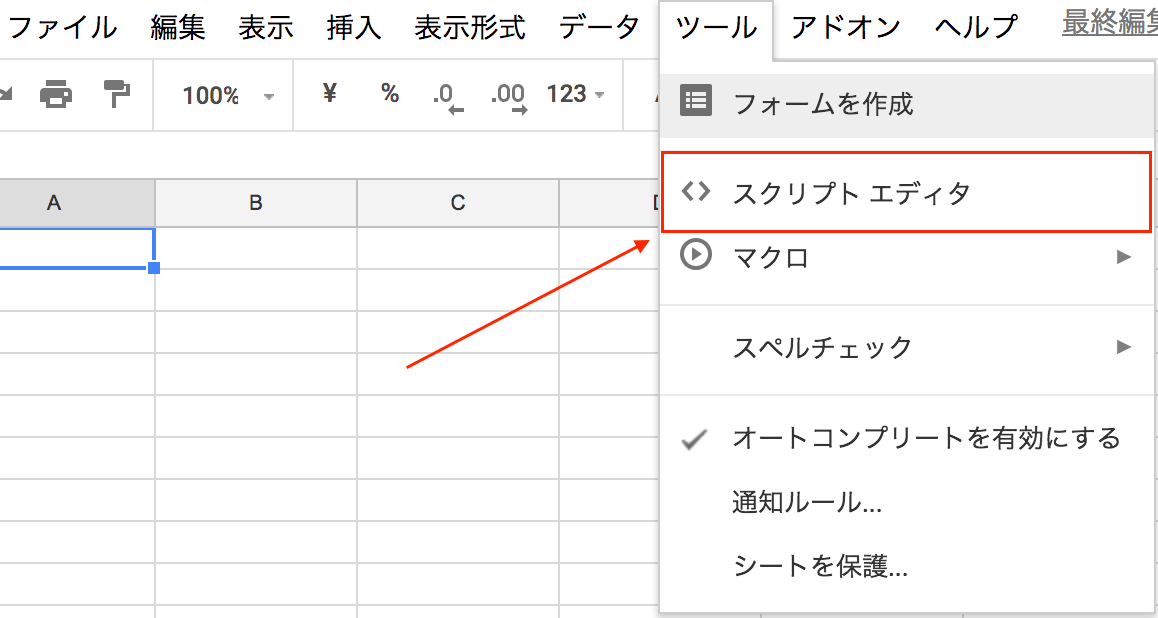 ファイル 編集 表示 挿入 表示形式 データ ツール アドオン ヘルプ 最終編
100% ¥ % .0 .00 123
フォームを作成
スクリプト エディタ
A B C
マクロ
スペルチェック
オートコンプリートを有効にする
通知ルール...
シートを保護...